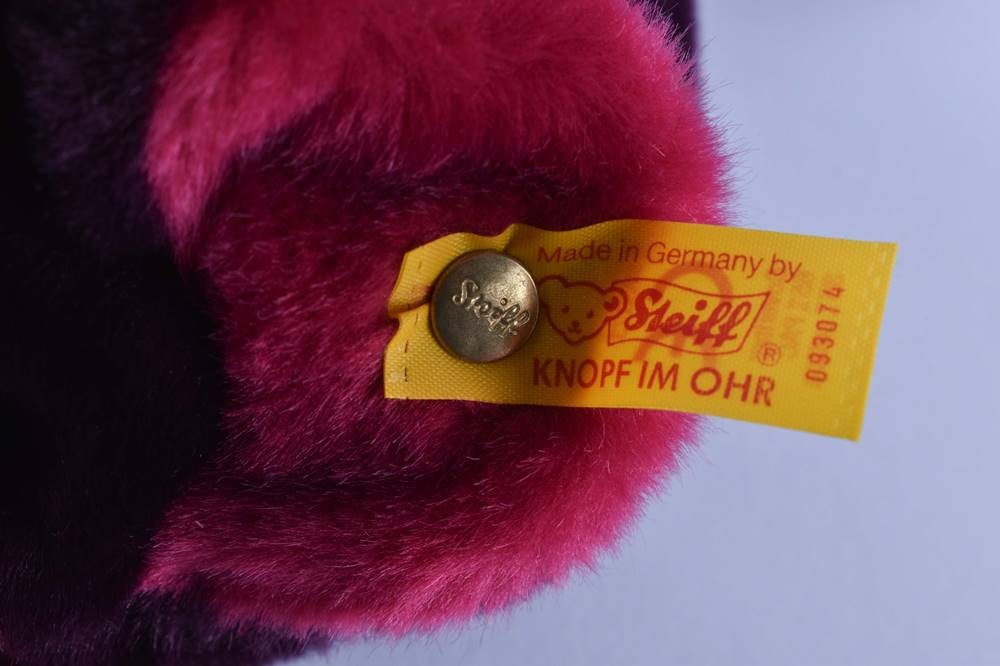 Steiff
Made in Germany by
Steiff
®
KNOPF IM OHR
093074